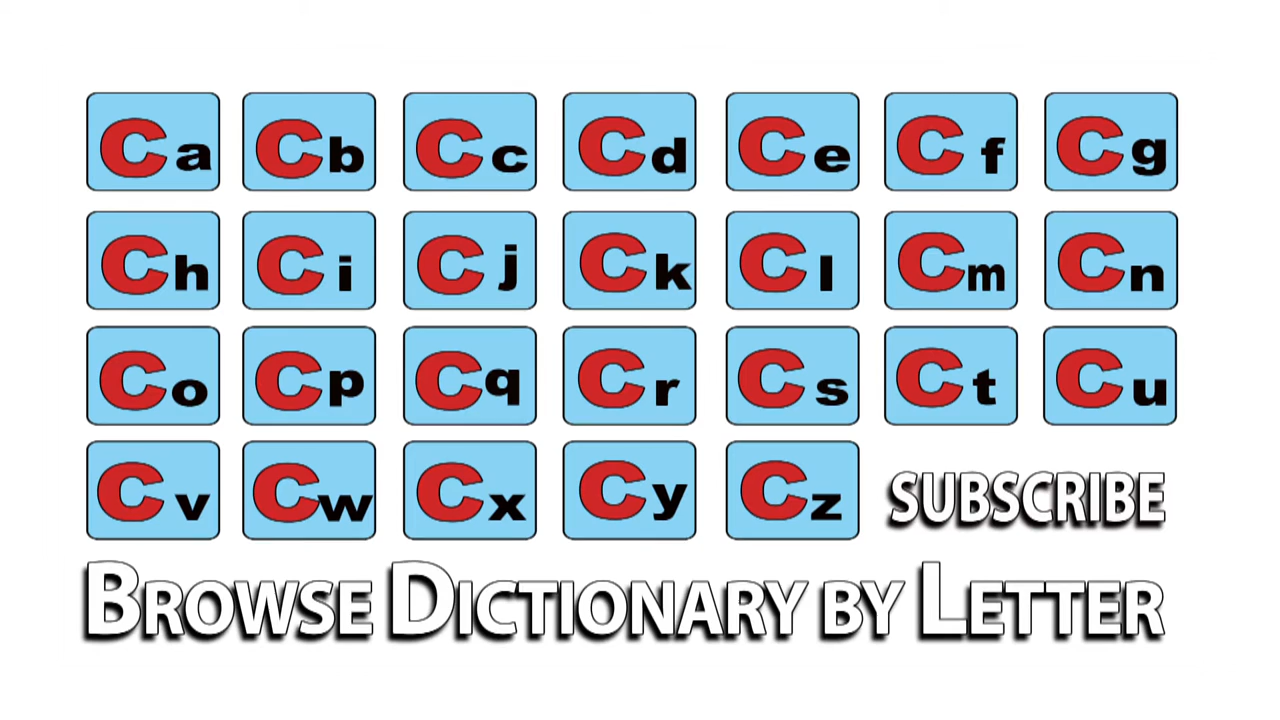 Ca Cb Cc Cd Ce Cf Cg
Ch Ci Cj Ck Cl Cm Cn
Co Cp Cq Cr Cs Ct Cu
Cv Cw Cx Cy Cz SUBSCRIBE
BROWSE DICTIONARY BY LETTER